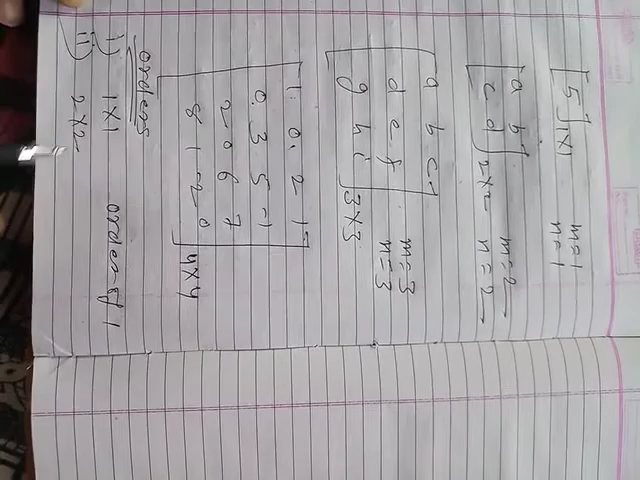 [5] 1×1 m=1
n=1
[a b m=2
c d] 2×2 n=2
[a b c
d e f m=3
g h i] 3×3 n=3
[1 0 2 1
0 3 5 -1
2 0 6 7
8 1 -2 0] 4×4
orders
i) 1×1 order of 1
ii) 2×2